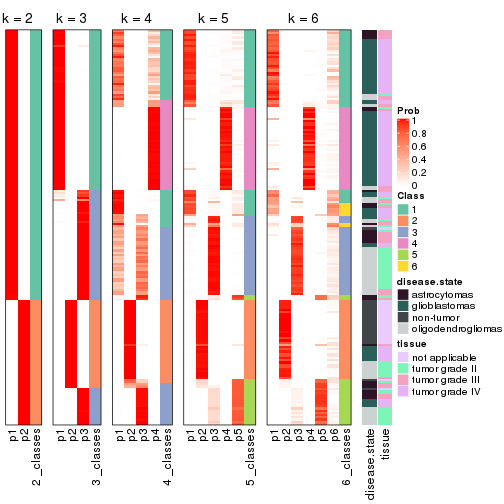 k = 2 k = 3 k = 4 k = 5 k = 6
Prob
1
0.8
0.6
0.4
0.2
0
Class
1
2
3
4
5
6
disease.state
astrocytomas
glioblastomas
non-tumor
oligodendrogliomas
tissue
not applicable
tumor grade II
tumor grade III
tumor grade IV
p1 p2 2_classes p1 p2 p3 3_classes p1 p2 p3 p4 4_classes p1 p2 p3 p4 p5 5_classes p1 p2 p3 p4 p5 p6 6_classes disease.state tissue